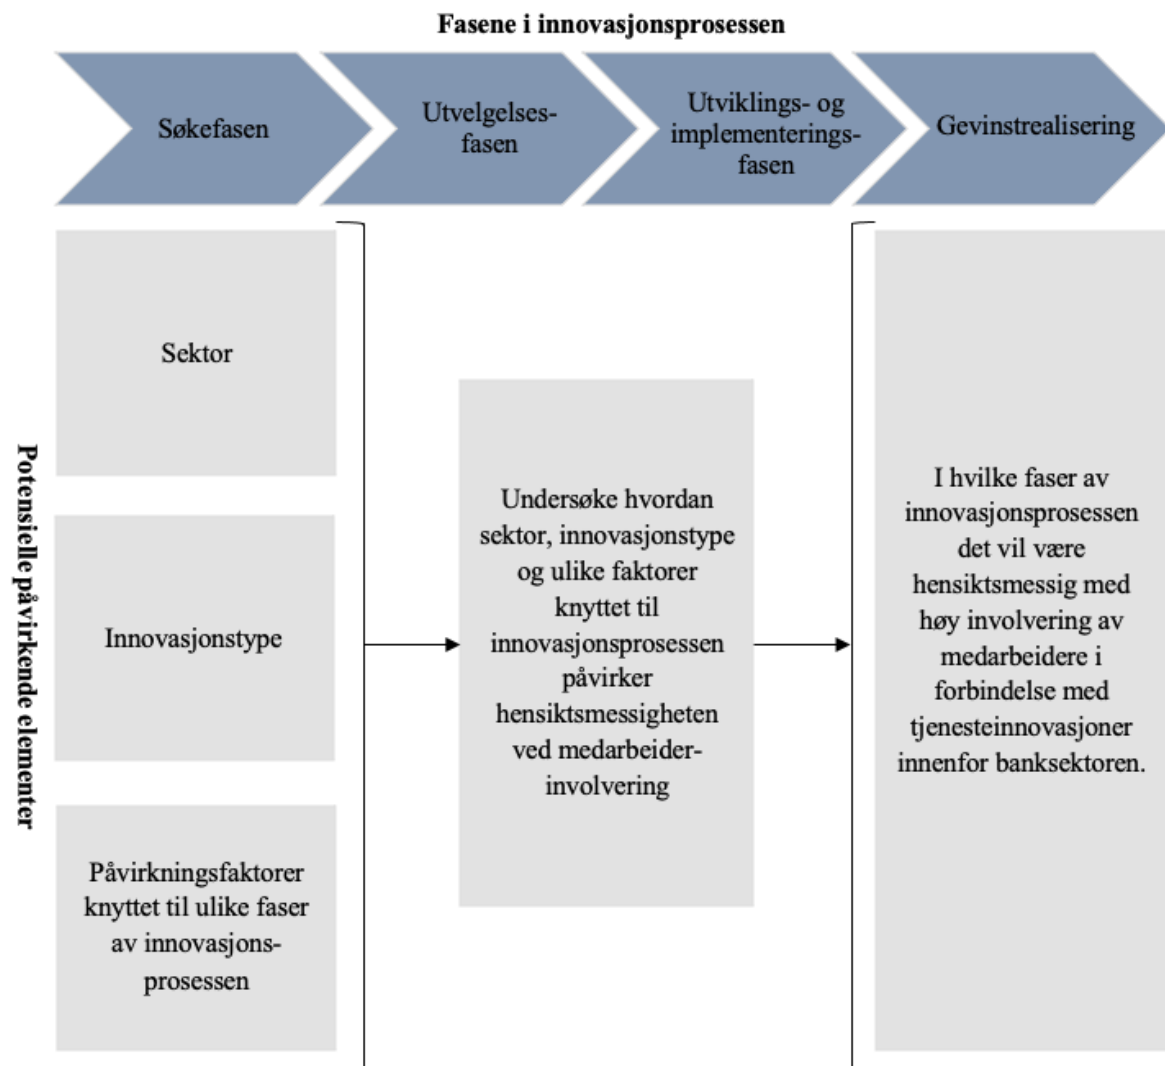 Fasene i innovasjonsprosessen
Søkefasen
Utvelgelses-
fasen
Utviklings- og
implementerings-
fasen
Gevinstrealisering
Potensielle påvirkende elementer
Sektor
Innovasjonstype
Påvirkningsfaktorer
knyttet til ulike faser
av innovasjons-
prosessen
Undersøke hvordan
sektor, innovasjonstype
og ulike faktorer
knyttet til
innovasjonsprosessen
påvirker
hensiktsmessigheten
ved medarbeider-
involvering
I hvilke faser av
innovasjonsprosessen
det vil være
hensiktsmessig med
høy involvering av
medarbeidere i
forbindelse med
tjenesteinnovasjoner
innenfor banksektoren.